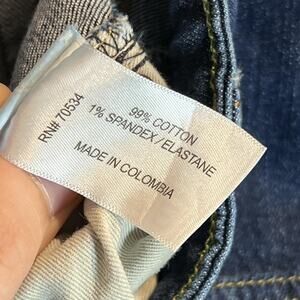 99% COTTON
1% SPANDEX/ELASTANE
MADE IN COLOMBIA
RN# 70534